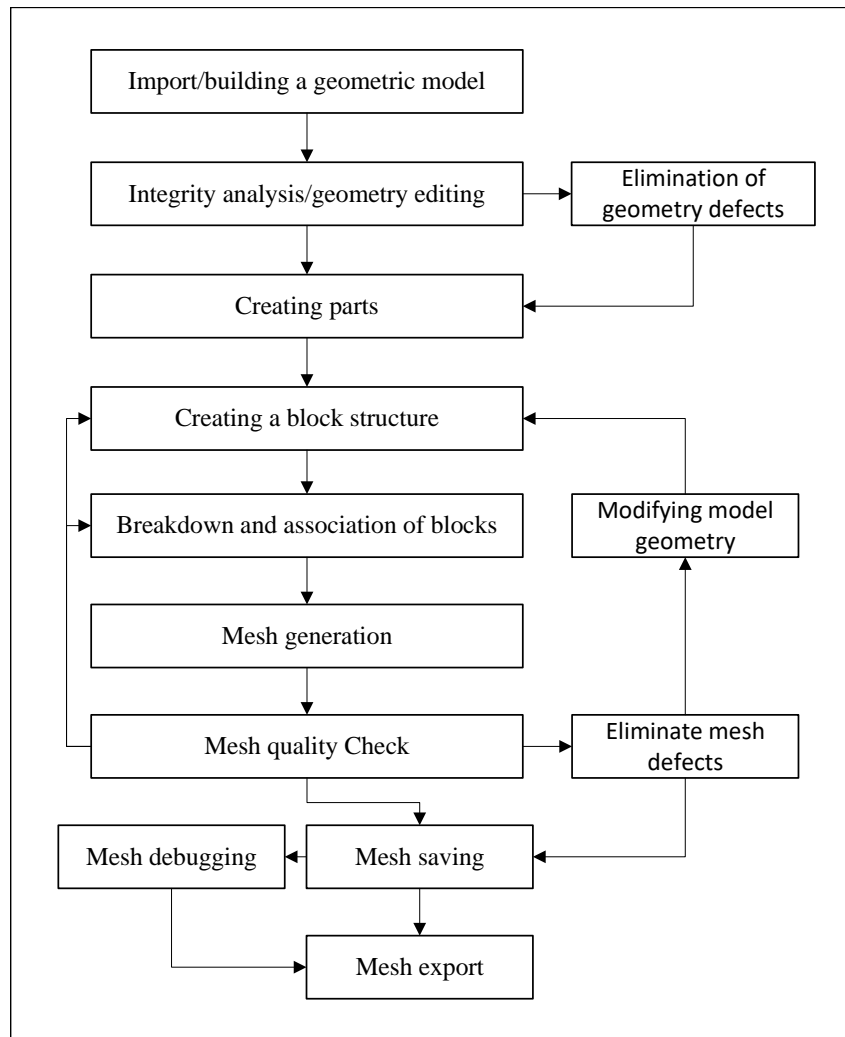 Import/building a geometric model
Integrity analysis/geometry editing
Elimination of
geometry defects
Creating parts
Creating a block structure
Breakdown and association of blocks
Modifying model
geometry
Mesh generation
Mesh quality Check
Eliminate mesh
defects
Mesh debugging
Mesh saving
Mesh export